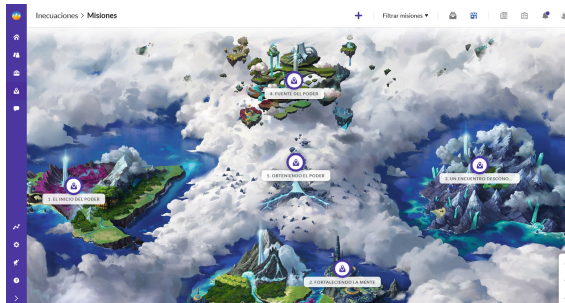 Inecuaciones > Misiones
Filtrar misiones ▾
4. FUENTE DEL PODER
5. OBTENIENDO EL PODER
3. UN ENCUENTRO DESCONO...
1. EL INICIO DEL PODER
2. FORTALECIENDO LA MENTE